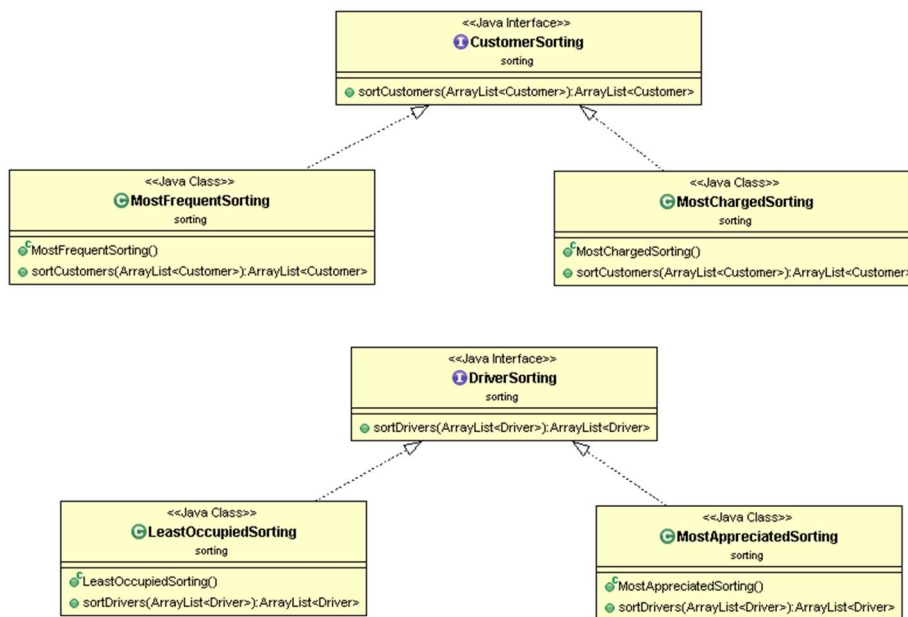 <<Java Interface>>
CustomerSorting
sorting
sortCustomers(ArrayList<Customer>):ArrayList<Customer>
<<Java Class>>
MostFrequentSorting
sorting
MostFrequentSorting()
sortCustomers(ArrayList<Customer>):ArrayList<Customer>
<<Java Class>>
MostChargedSorting
sorting
MostChargedSorting()
sortCustomers(ArrayList<Customer>):ArrayList<Customer>
<<Java Interface>>
DriverSorting
sorting
sortDrivers(ArrayList<Driver>):ArrayList<Driver>
<<Java Class>>
LeastOccupiedSorting
sorting
LeastOccupiedSorting()
sortDrivers(ArrayList<Driver>):ArrayList<Driver>
<<Java Class>>
MostAppreciatedSorting
sorting
MostAppreciatedSorting()
sortDrivers(ArrayList<Driver>):ArrayList<Driver>